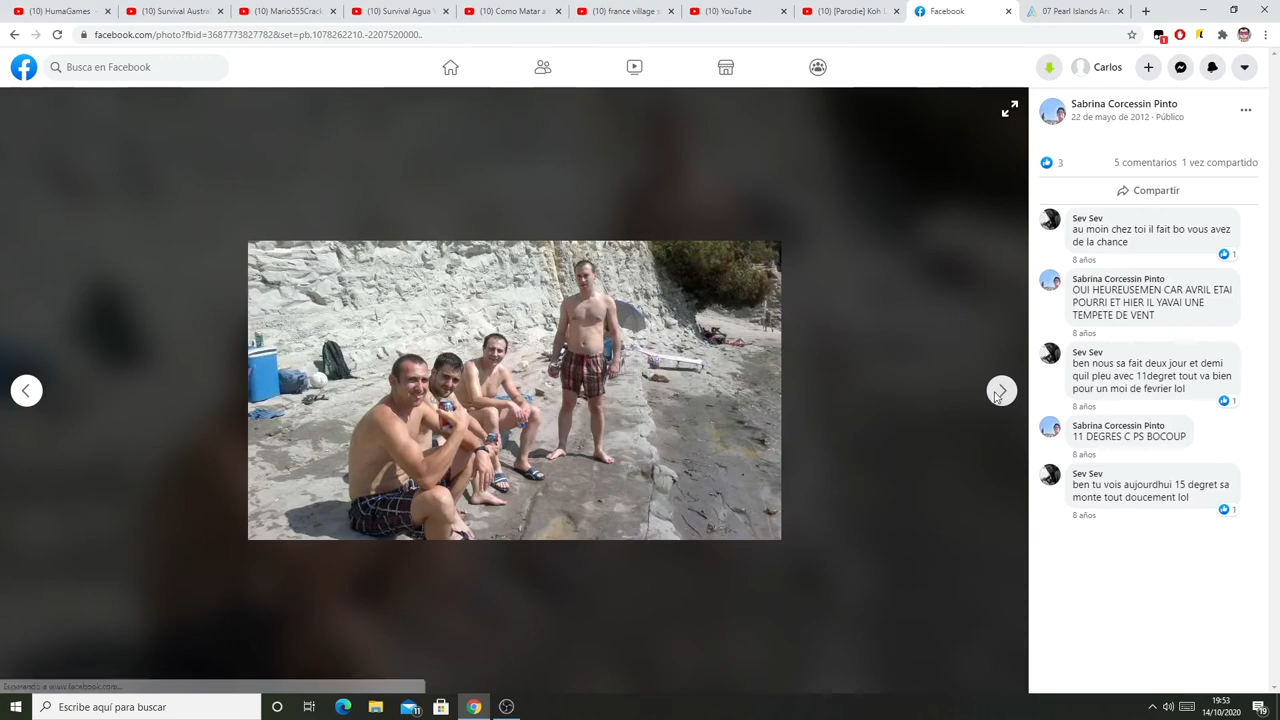 (10) HumaGames -
(10) Survival Austra
(10) Mario555Crack
(10) Survival Agua
(10) Como Matar a
(10) france village s
(10) YouTube
(10) [Parodie] Koh L
Facebook
07 Pearl Islands Arc
facebook.com/photo?fbid=3687773827782&set=pb.1078262210.-2207520000..
1
Busca en Facebook
Carlos
Sabrina Corcessin Pinto
22 de mayo de 2012 · Público
3
5 comentarios 1 vez compartido
Compartir
Sev Sev
au moin chez toi il fait bo vous avez
de la chance
1
8 años
Sabrina Corcessin Pinto
OUI HEUREUSEMEN CAR AVRIL ETAI
POURRI ET HIER IL YAVAI UNE
TEMPETE DE VENT
8 años
Sev Sev
ben nous sa fait deux jour et demi
quil pleu avec 11degret tout va bien
pour un moi de fevrier lol
1
8 años
Sabrina Corcessin Pinto
11 DEGRES C PS BOCOUP
8 años
Sev Sev
ben tu vois aujourdhui 15 degret sa
monte tout doucement lol
1
8 años
Esperando a www.facebook.com...
Escribe aquí para buscar
11
19:53
14/10/2020
19